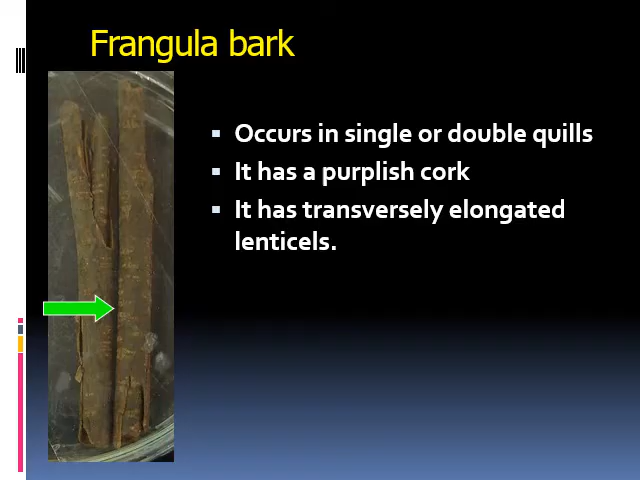 Frangula bark
▪ Occurs in single or double quills
▪ It has a purplish cork
▪ It has transversely elongated
lenticels.